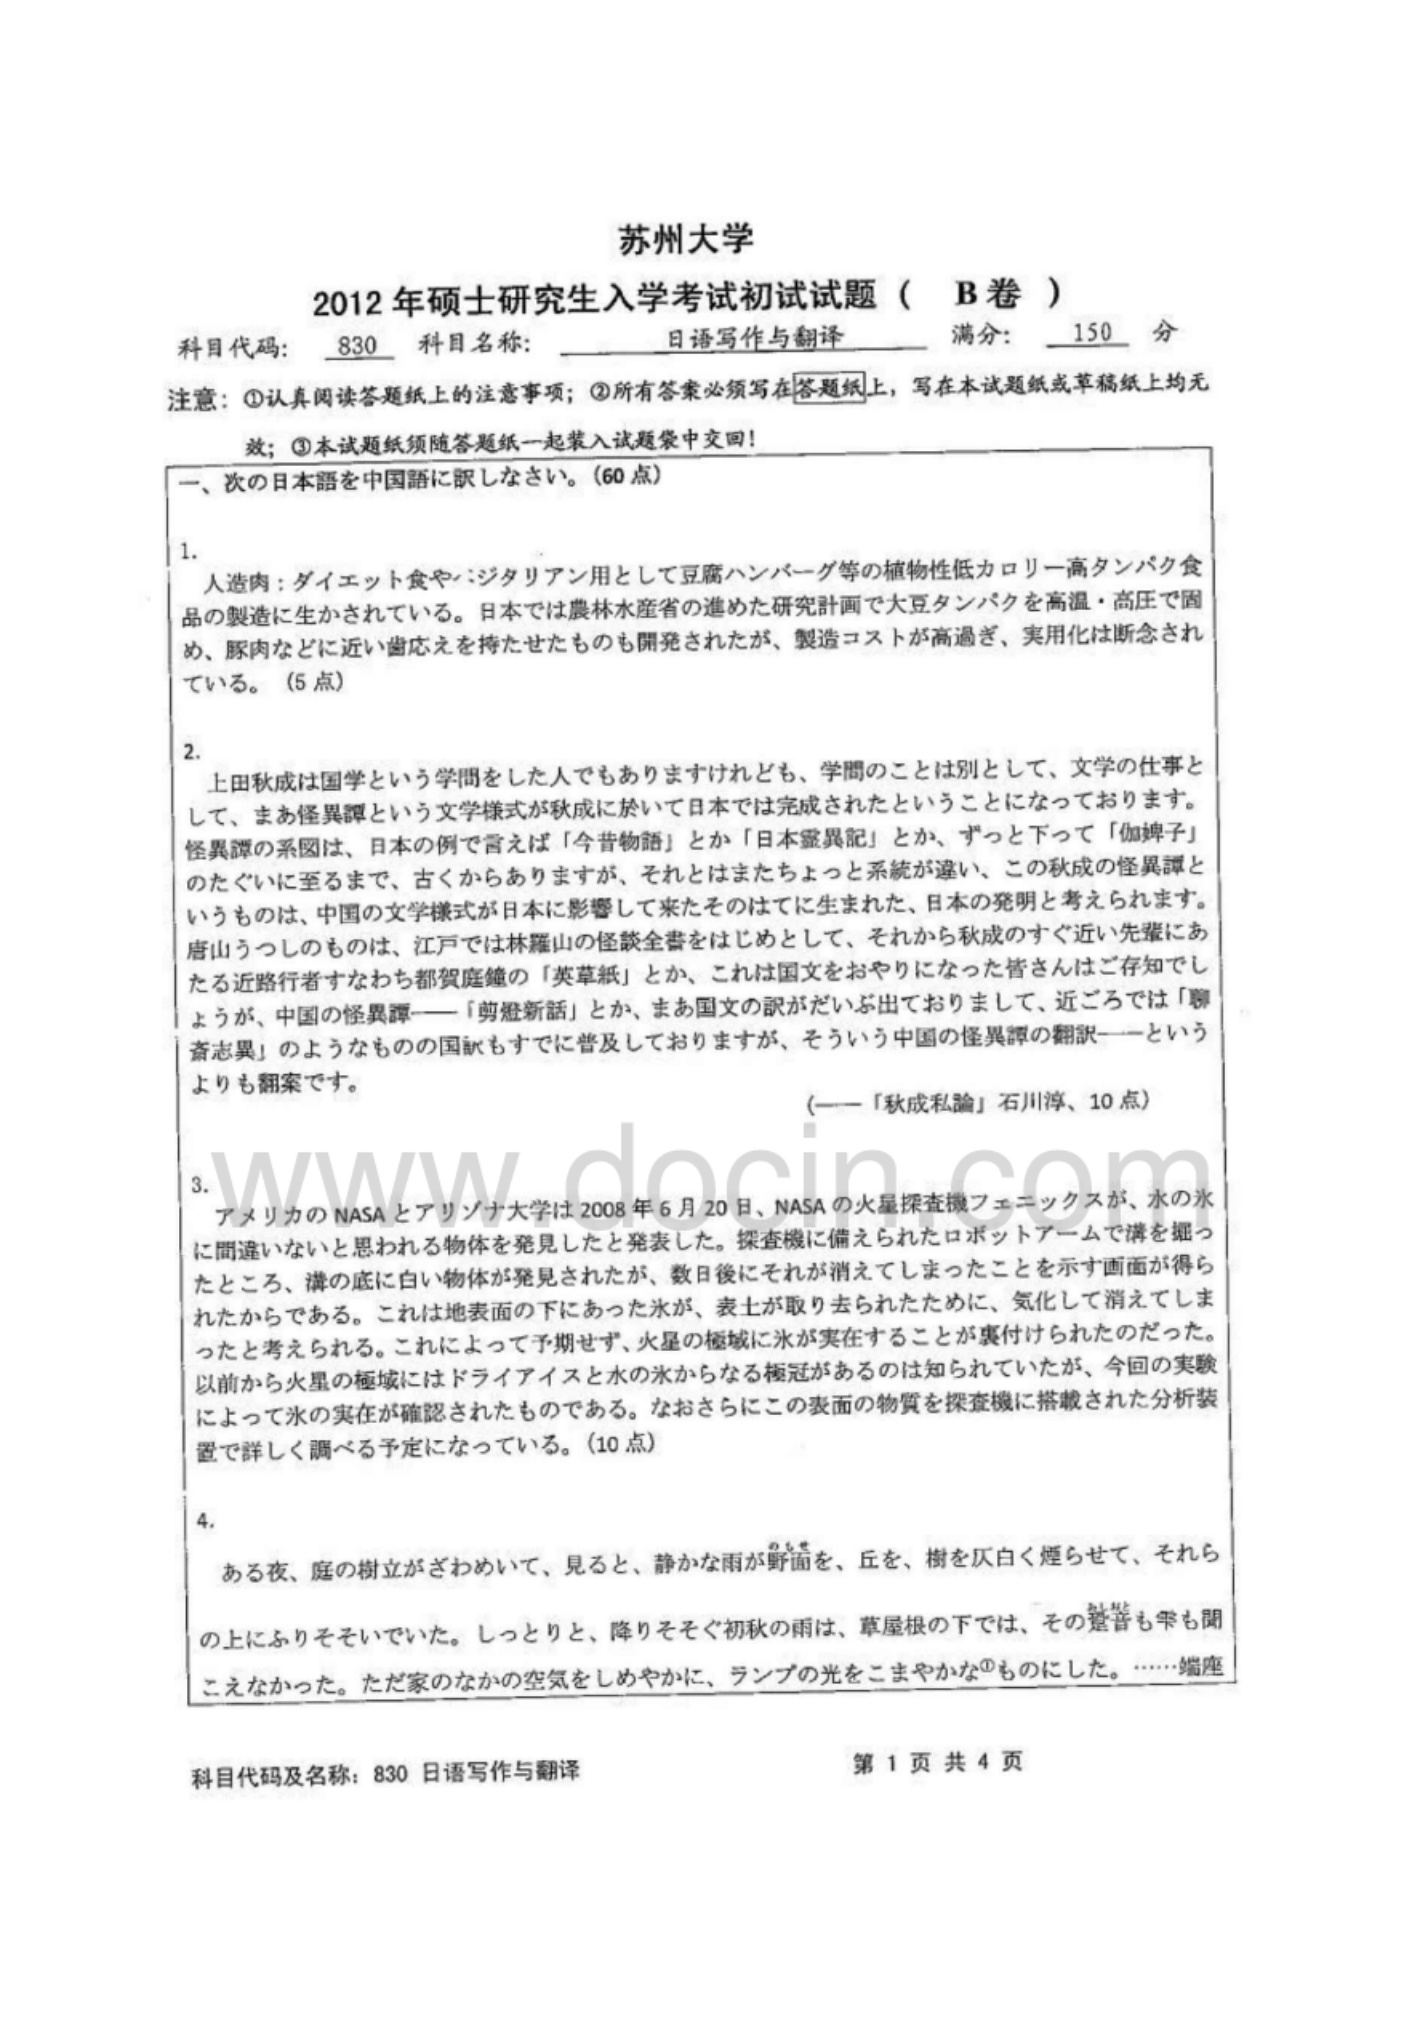 苏州大学
2012 年硕士研究生入学考试初试试题（ B 卷 ）
科目代码： 830 科目名称： 日语写作与翻译 满分： 150 分
注意：①认真阅读答题纸上的注意事项；②所有答案必须写在答题纸上，写在本试题纸或草稿纸上均无
效；③本试题纸须随答题纸一起装入试题袋中交回！
一、次の日本語を中国語に訳しなさい。（60 点）
1.
人造肉：ダイエット食やベジタリアン用として豆腐ハンバーグ等の植物性低カロリー高タンパク食
品の製造に生かされている。日本では農林水産省の進めた研究計画で大豆タンパクを高温・高圧で固
め、豚肉などに近い歯応えを持たせたものも開発されたが、製造コストが高過ぎ、実用化は断念され
ている。（5 点）
2.
上田秋成は国学という学問をした人でもありますけれども、学問のことは別として、文学の仕事と
して、まあ怪異譚という文学様式が秋成に於いて日本では完成されたということになっております。
怪異譚の系図は、日本の例で言えば「今昔物語」とか「日本霊異記」とか、ずっと下って「伽婢子」
のたぐいに至るまで、古くからありますが、それとはまたちょっと系統が違い、この秋成の怪異譚と
いうものは、中国の文学様式が日本に影響して来たそのはてに生まれた、日本の発明と考えられます。
唐山うつしのものは、江戸では林羅山の怪談全書をはじめとして、それから秋成のすぐ近い先輩にあ
たる近路行者すなわち都賀庭鐘の「英草紙」とか、これは国文をおやりになった皆さんはご存知でし
ょうが、中国の怪異譚――「剪燈新話」とか、まあ国文の訳がだいぶ出ておりまして、近ごろでは「聊
斎志異」のようなものの国訳もすでに普及しておりますが、そういう中国の怪異譚の翻訳――という
よりも翻案です。
（――「秋成私論」石川淳、10 点）
www.docin.com
3.
アメリカの NASA とアリゾナ大学は 2008 年 6 月 20 日、NASA の火星探査機フェニックスが、水の氷
に間違いないと思われる物体を発見したと発表した。探査機に備えられたロボットアームで溝を掘っ
たところ、溝の底に白い物体が発見されたが、数日後にそれが消えてしまったことを示す画面が得ら
れたからである。これは地表面の下にあった氷が、表土が取り去られたために、気化して消えてしま
ったと考えられる。これによって予期せず、火星の極域に氷が実在することが裏付けられたのだった。
以前から火星の極域にはドライアイスと水の氷からなる極冠があるのは知られていたが、今回の実験
によって氷の実在が確認されたものである。なおさらにこの表面の物質を探査機に搭載された分析装
置で詳しく調べる予定になっている。（10 点）
4.
ある夜、庭の樹立がざわめいて、見ると、静かな雨が野面を、丘を、樹を仄白く煙らせて、それら
の上にふりそそいでいた。しっとりと、降りそそぐ初秋の雨は、草屋根の下では、その跫音も雫も聞
こえなかった。ただ家のなかの空気をしめやかに、ランプの光をこまやかな①ものにした。……端座
科目代码及名称：830 日语写作与翻译 第 1 页 共 4 页